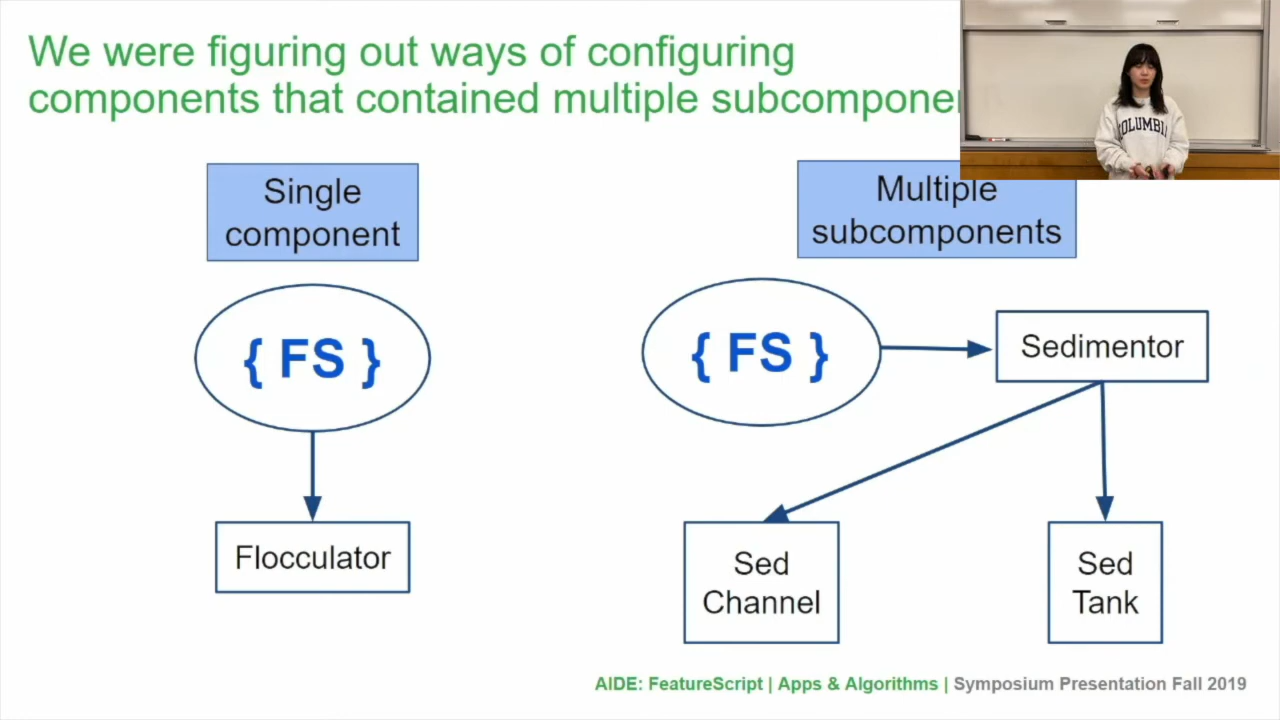 We were figuring out ways of configuring
components that contained multiple
Single
component
Multiple
subcomponents
{ FS }
{ FS }
Sedimentor
Flocculator
Sed
Channel
Sed
Tank
AIDE: FeatureScript | Apps & Algorithms | Symposium Presentation Fall 2019